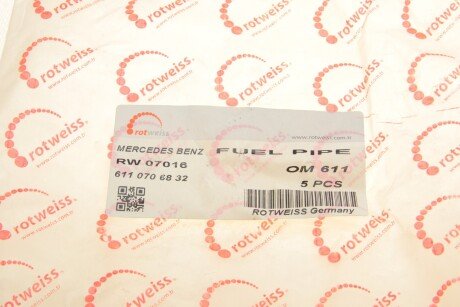 rotweiss
www.rotweiss.com.tr
MERCEDES BENZ FUEL PIPE
RW 07016 OM 611
611 070 68 32 5 PCS
ROTWEISS Germany